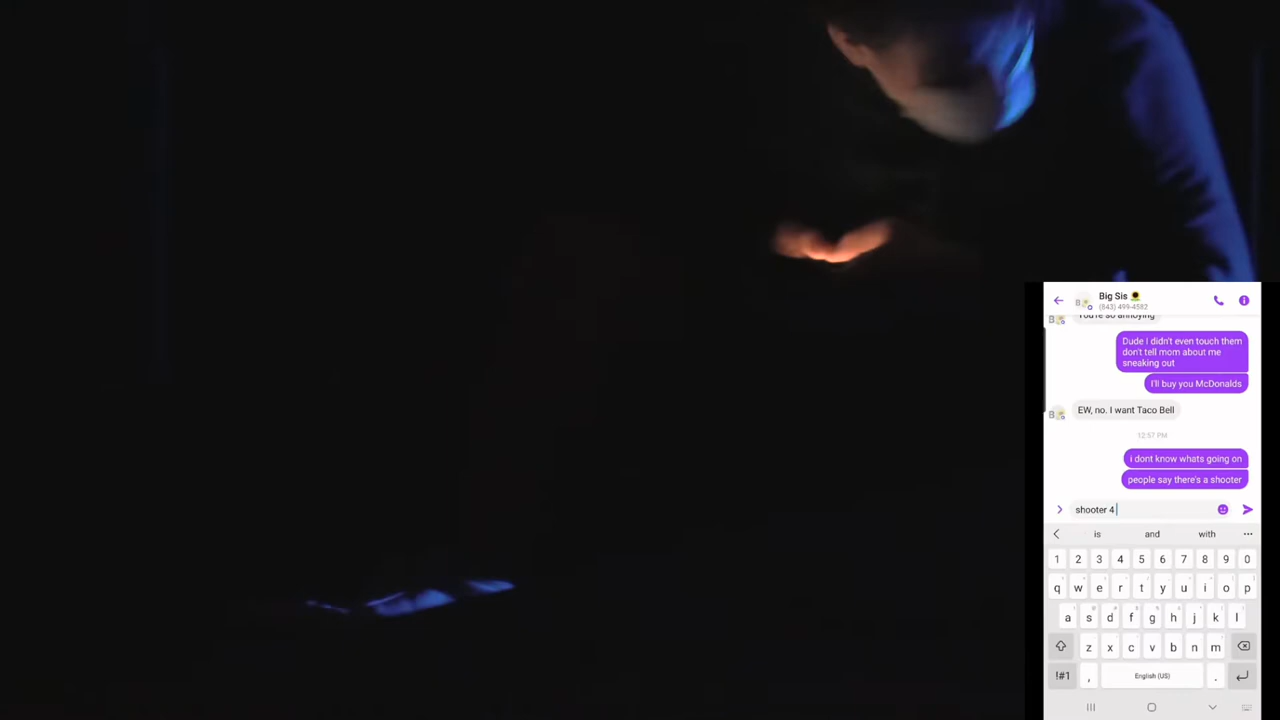 Big Sis
(843) 499-4582
You're so annoying
Dude I didn't even touch them
don't tell mom about me
sneaking out
I'll buy you McDonalds
EW, no. I want Taco Bell
12:57 PM
i dont know whats going on
people say there's a shooter
shooter 4
is and with
1 2 3 4 5 6 7 8 9 0
q w e r t y u i o p
a s d f g h j k l
z x c v b n m
!#1 , English (US) .